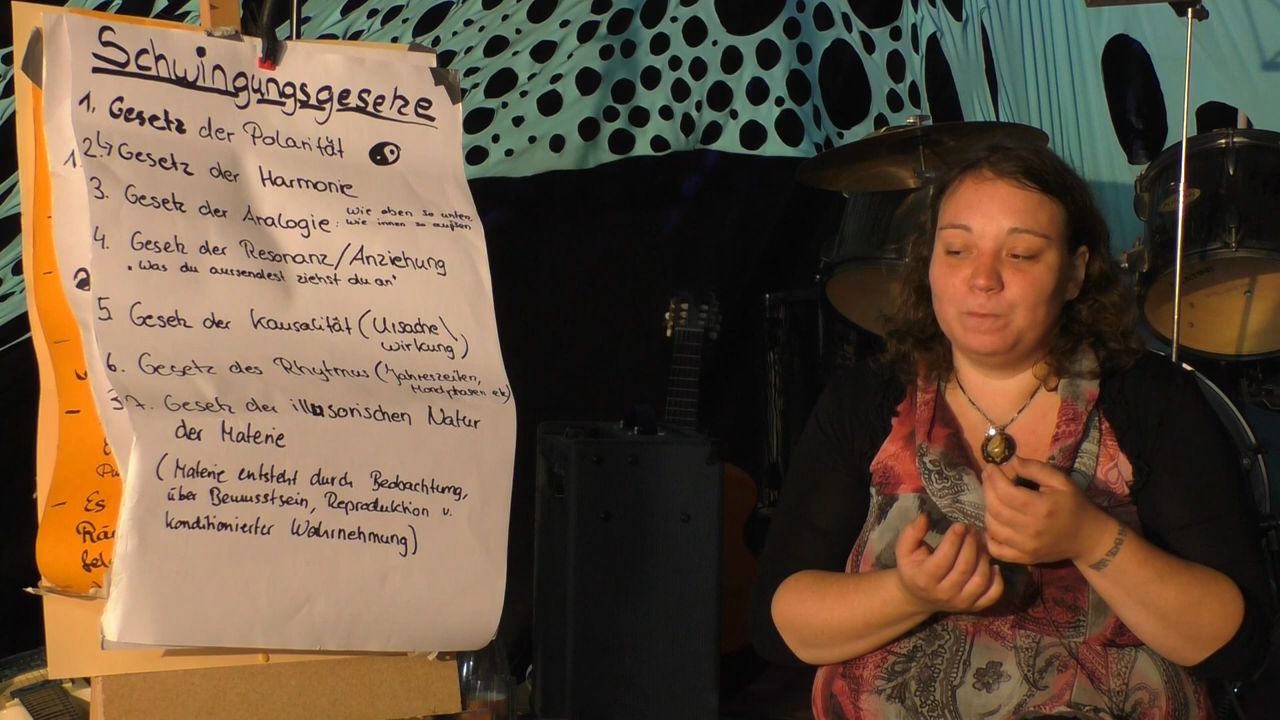 Schwingungsgesetze
1. Gesetz der Polarität
2. ↳ Gesetz der Harmonie
3. Gesetz der Analogie: Wie oben so unten,
wie innen so außen
4. Gesetz der Resonanz/Anziehung
"Was du aussendest ziehst du an"
5. Gesetz der Kausalität (Ursache\
wirkung)
6. Gesetz des Rhytmus (Jahreszeiten,
Mondphasen etc)
7. Gesetz der illusorischen Natur
der Materie
(Materie entsteht durch Beobachtung,
über Bewusstsein, Reproduktion u.
konditionierter Wahrnehmung)
Es